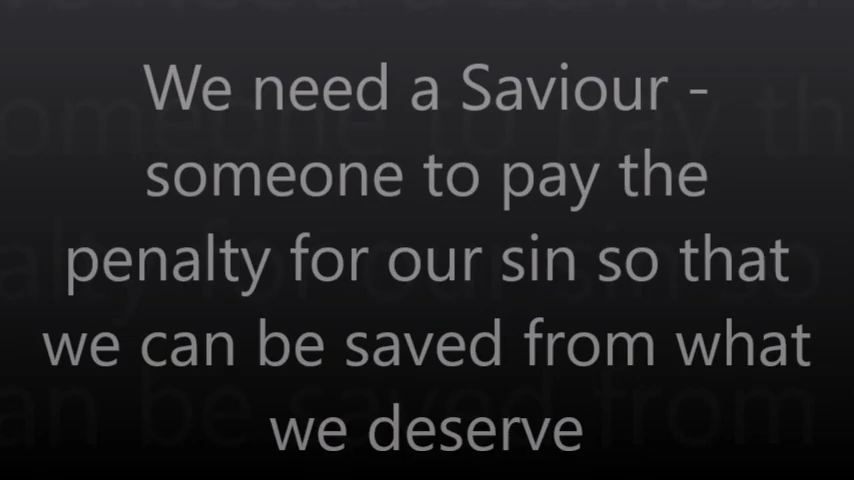 We need a Saviour -
someone to pay the
penalty for our sin so that
we can be saved from what
we deserve